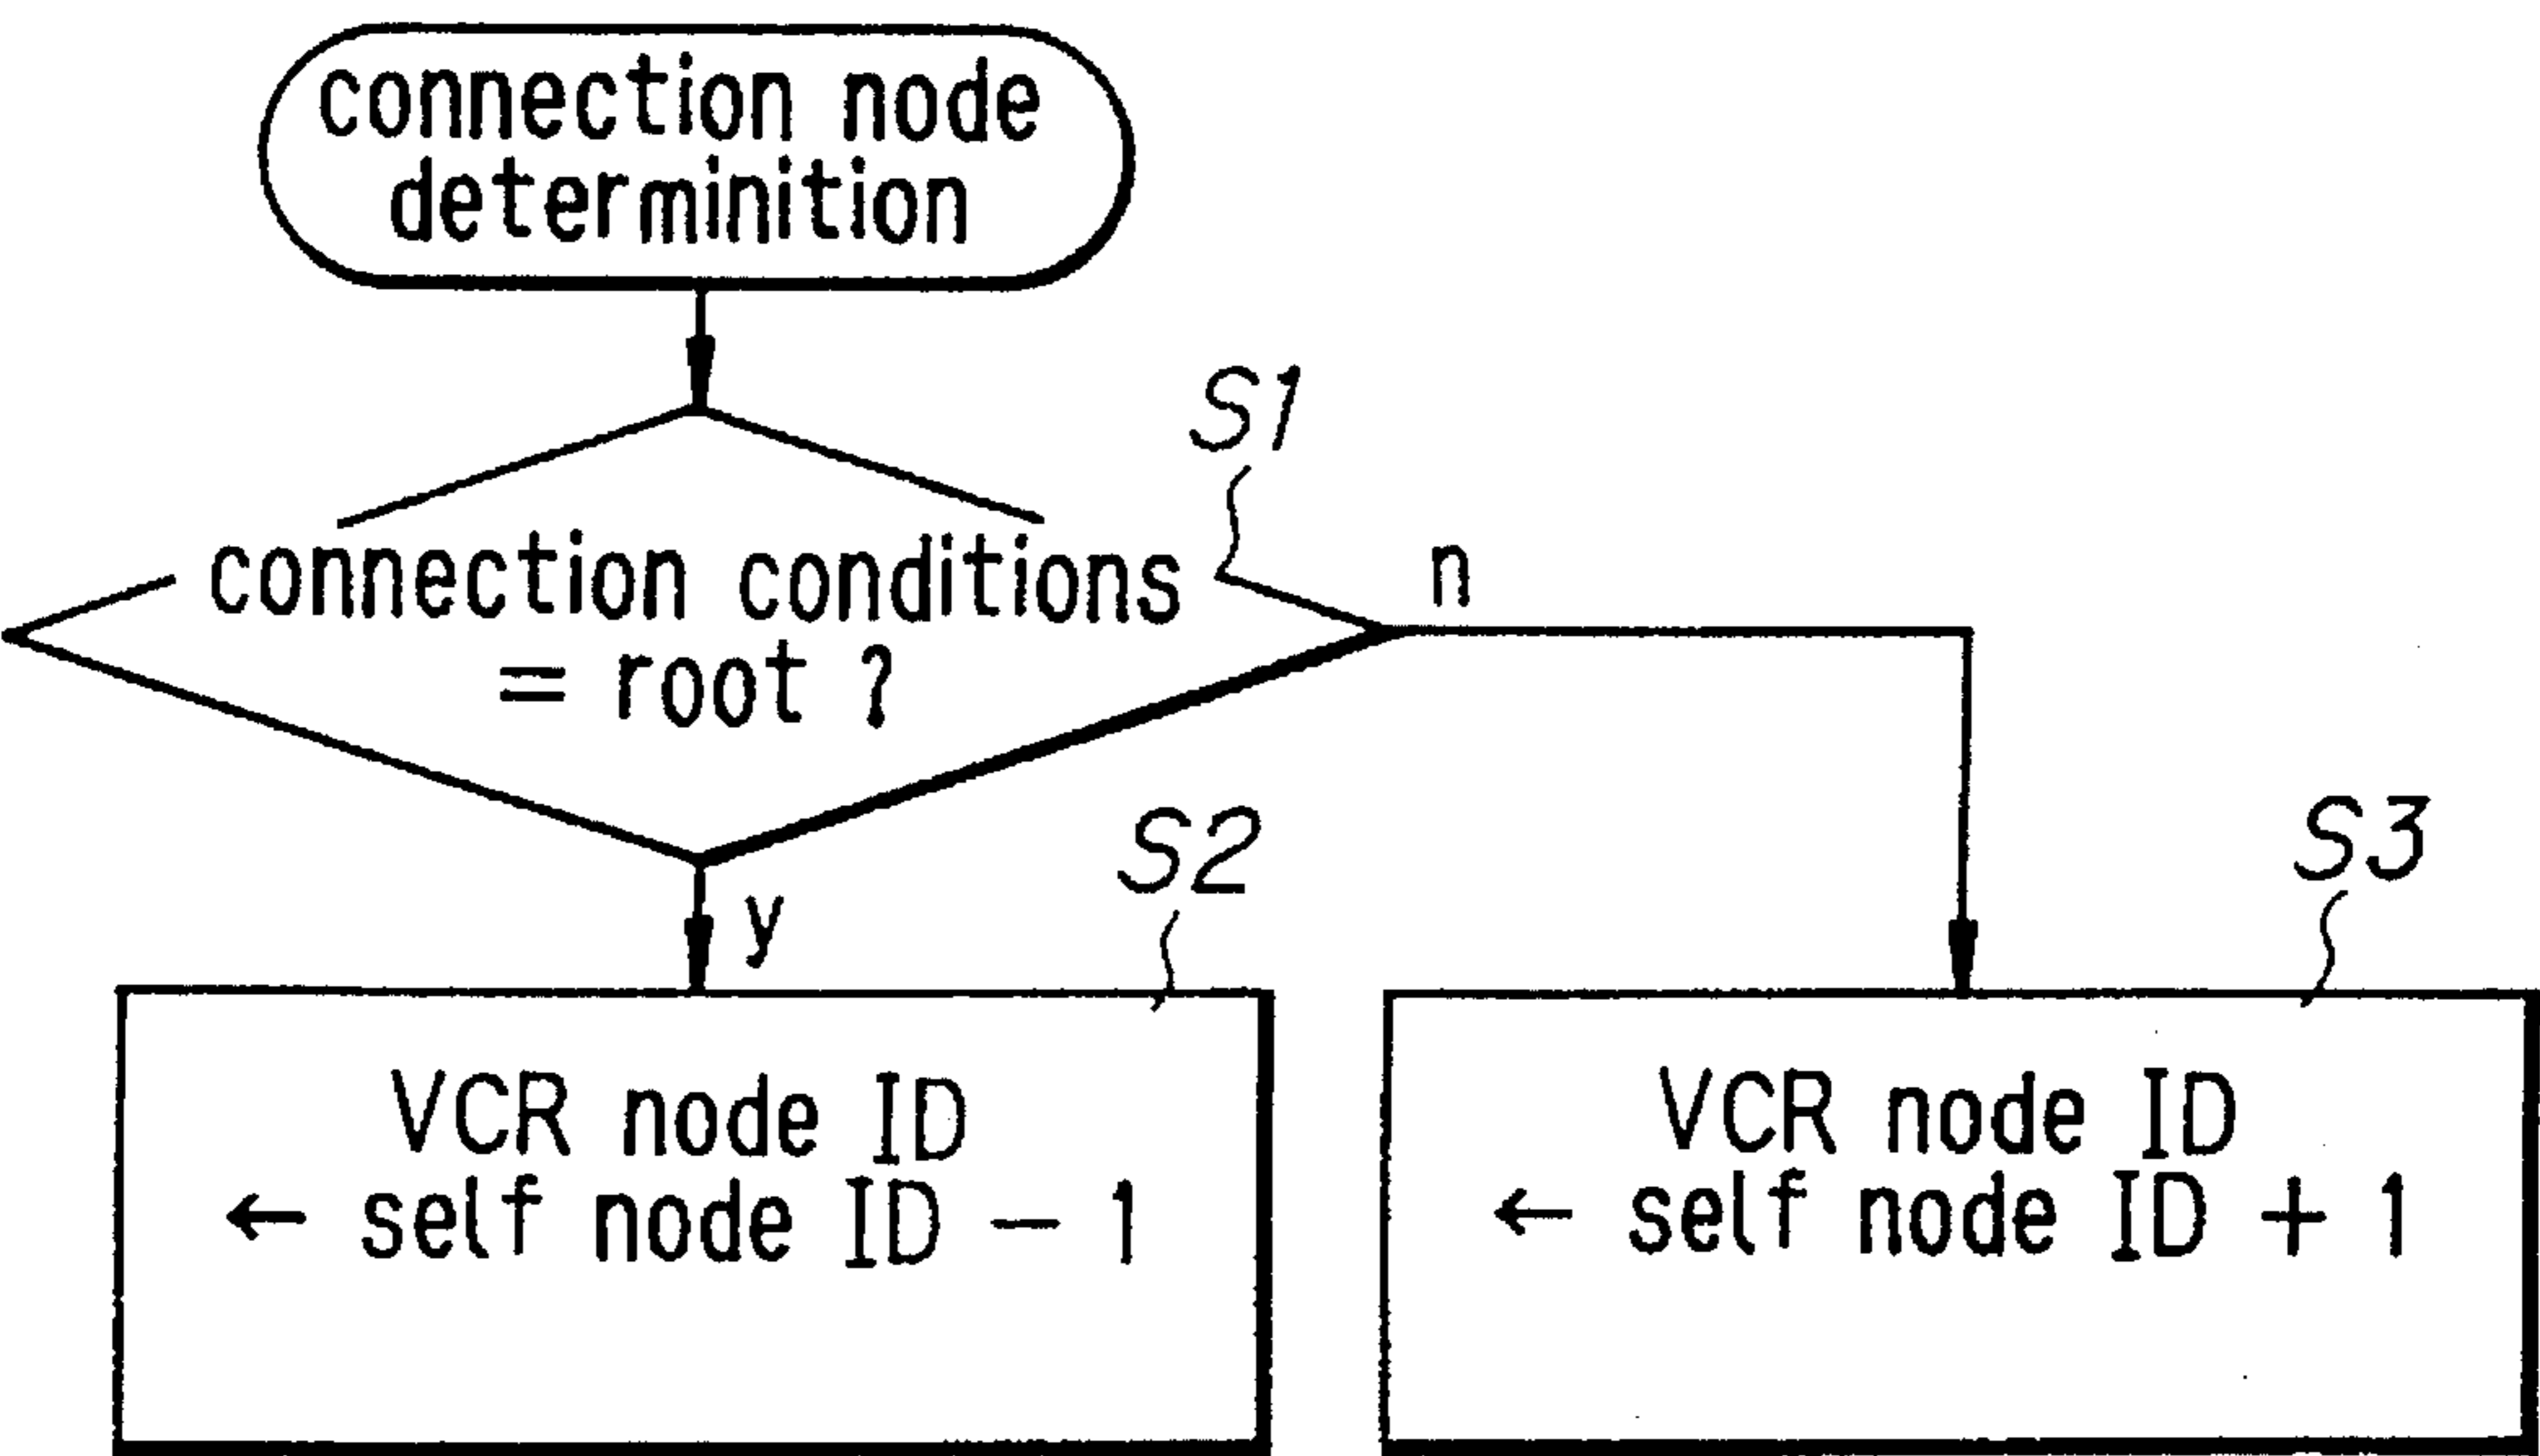 connection node
determinition
S1
connection conditions
= root ?
n
y
S2
S3
VCR node ID
← self node ID − 1
VCR node ID
← self node ID + 1